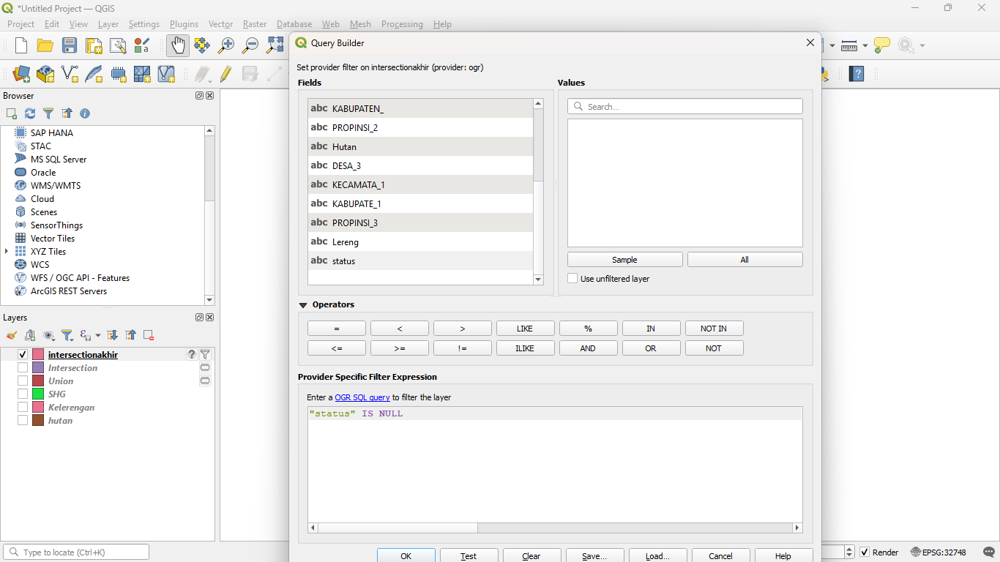 *Untitled Project — QGIS
Project Edit View Layer Settings Plugins Vector Raster Database Web Mesh Processing Help
Query Builder
Set provider filter on intersectionakhir (provider: ogr)
Fields
Values
abc KABUPATEN_
abc PROPINSI_2
abc Hutan
abc DESA_3
abc KECAMATA_1
abc KABUPATE_1
abc PROPINSI_3
abc Lereng
abc status
Search...
Sample
All
Use unfiltered layer
Operators
= < > LIKE % IN NOT IN
<= >= != ILIKE AND OR NOT
Provider Specific Filter Expression
Enter a OGR SQL query to filter the layer
"status" IS NULL
OK Test Clear Save... Load... Cancel Help
Browser
SAP HANA
STAC
MS SQL Server
Oracle
WMS/WMTS
Cloud
Scenes
SensorThings
Vector Tiles
XYZ Tiles
WCS
WFS / OGC API - Features
ArcGIS REST Servers
Layers
intersectionakhir
Intersection
Union
SHG
Kelerengan
hutan
Type to locate (Ctrl+K)
Render
EPSG:32748